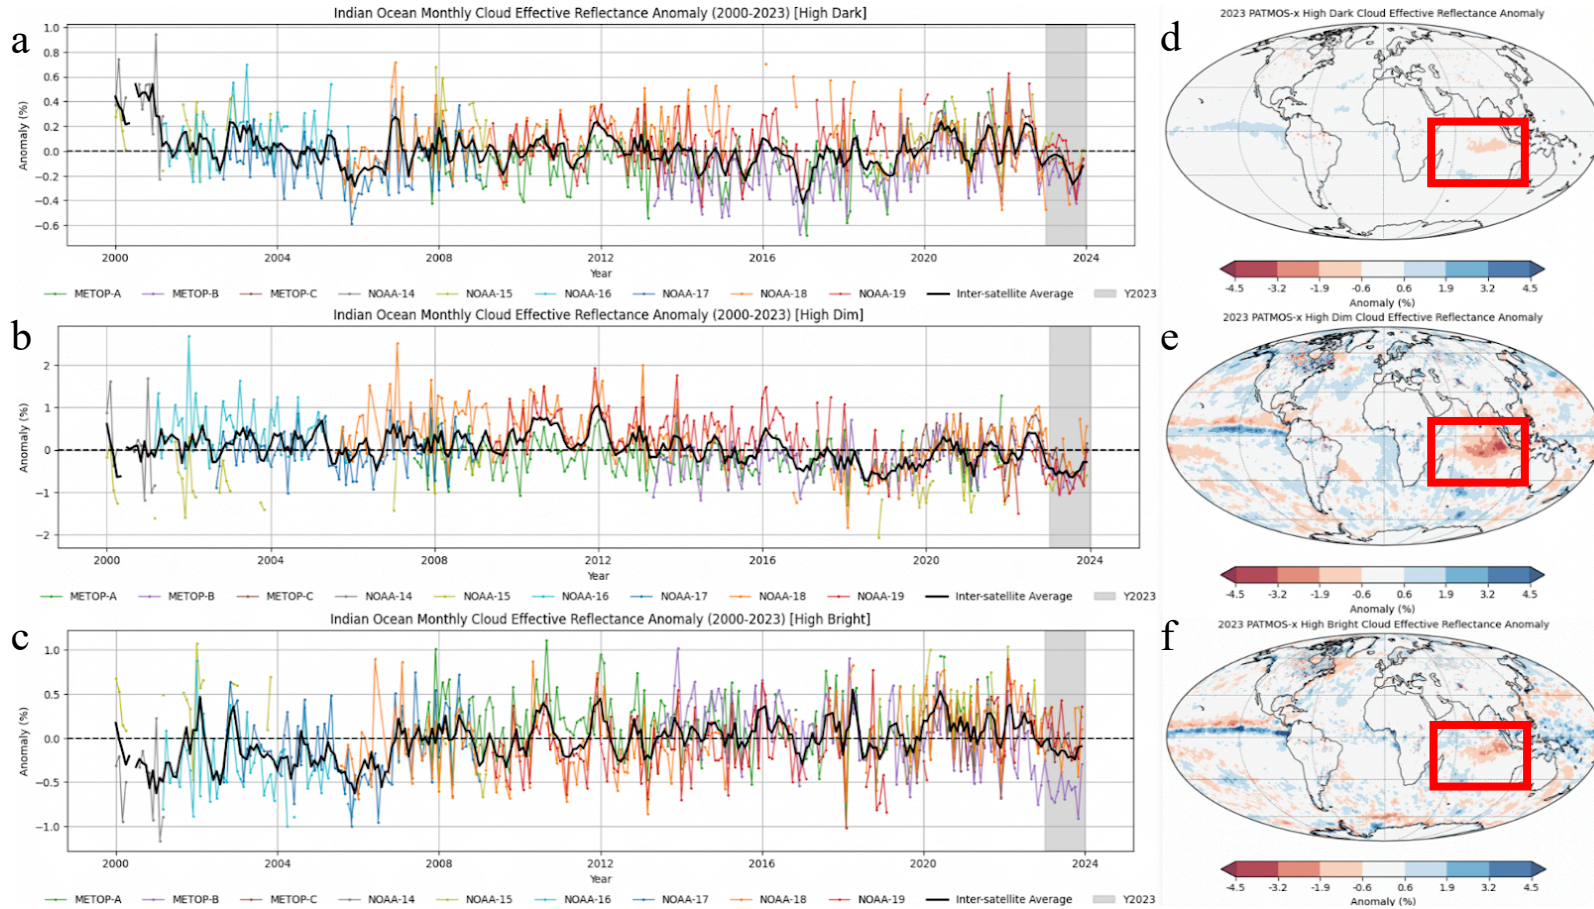 a
Indian Ocean Monthly Cloud Effective Reflectance Anomaly (2000-2023) [High Dark]
Anomaly (%)
1.0
0.8
0.6
0.4
0.2
0.0
−0.2
−0.4
−0.6
2000 2004 2008 2012 2016 2020 2024
Year
METOP-A METOP-B METOP-C NOAA-14 NOAA-15 NOAA-16 NOAA-17 NOAA-18 NOAA-19 Inter-satellite Average Y2023
b
Indian Ocean Monthly Cloud Effective Reflectance Anomaly (2000-2023) [High Dim]
Anomaly (%)
2
1
0
−1
−2
2000 2004 2008 2012 2016 2020 2024
Year
METOP-A METOP-B METOP-C NOAA-14 NOAA-15 NOAA-16 NOAA-17 NOAA-18 NOAA-19 Inter-satellite Average Y2023
c
Indian Ocean Monthly Cloud Effective Reflectance Anomaly (2000-2023) [High Bright]
Anomaly (%)
1.0
0.5
0.0
−0.5
−1.0
2000 2004 2008 2012 2016 2020 2024
Year
METOP-A METOP-B METOP-C NOAA-14 NOAA-15 NOAA-16 NOAA-17 NOAA-18 NOAA-19 Inter-satellite Average Y2023
d
2023 PATMOS-x High Dark Cloud Effective Reflectance Anomaly
-4.5 -3.2 -1.9 -0.6 0.6 1.9 3.2 4.5
Anomaly (%)
e
2023 PATMOS-x High Dim Cloud Effective Reflectance Anomaly
-4.5 -3.2 -1.9 -0.6 0.6 1.9 3.2 4.5
Anomaly (%)
f
2023 PATMOS-x High Bright Cloud Effective Reflectance Anomaly
-4.5 -3.2 -1.9 -0.6 0.6 1.9 3.2 4.5
Anomaly (%)